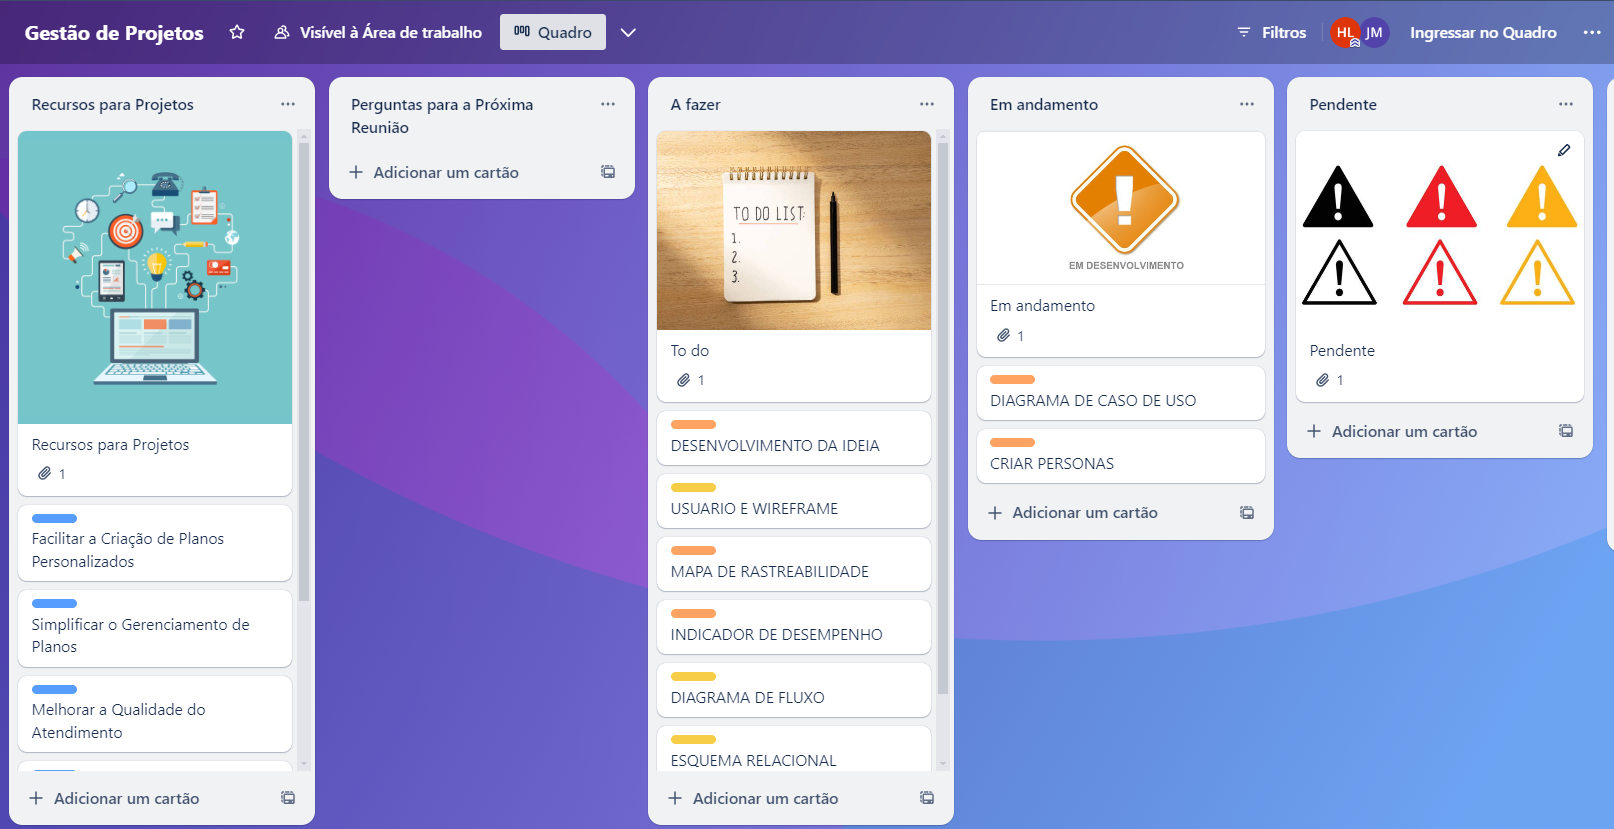 Gestão de Projetos
Visível à Área de trabalho
Quadro
Filtros
HL
JM
Ingressar no Quadro
Recursos para Projetos
Recursos para Projetos
1
Facilitar a Criação de Planos
Personalizados
Simplificar o Gerenciamento de
Planos
Melhorar a Qualidade do
Atendimento
Adicionar um cartão
Perguntas para a Próxima
Reunião
Adicionar um cartão
A fazer
TO DO LIST:
1.
2.
3.
To do
1
DESENVOLVIMENTO DA IDEIA
USUARIO E WIREFRAME
MAPA DE RASTREABILIDADE
INDICADOR DE DESEMPENHO
DIAGRAMA DE FLUXO
ESQUEMA RELACIONAL
Adicionar um cartão
Em andamento
EM DESENVOLVIMENTO
Em andamento
1
DIAGRAMA DE CASO DE USO
CRIAR PERSONAS
Adicionar um cartão
Pendente
Pendente
1
Adicionar um cartão